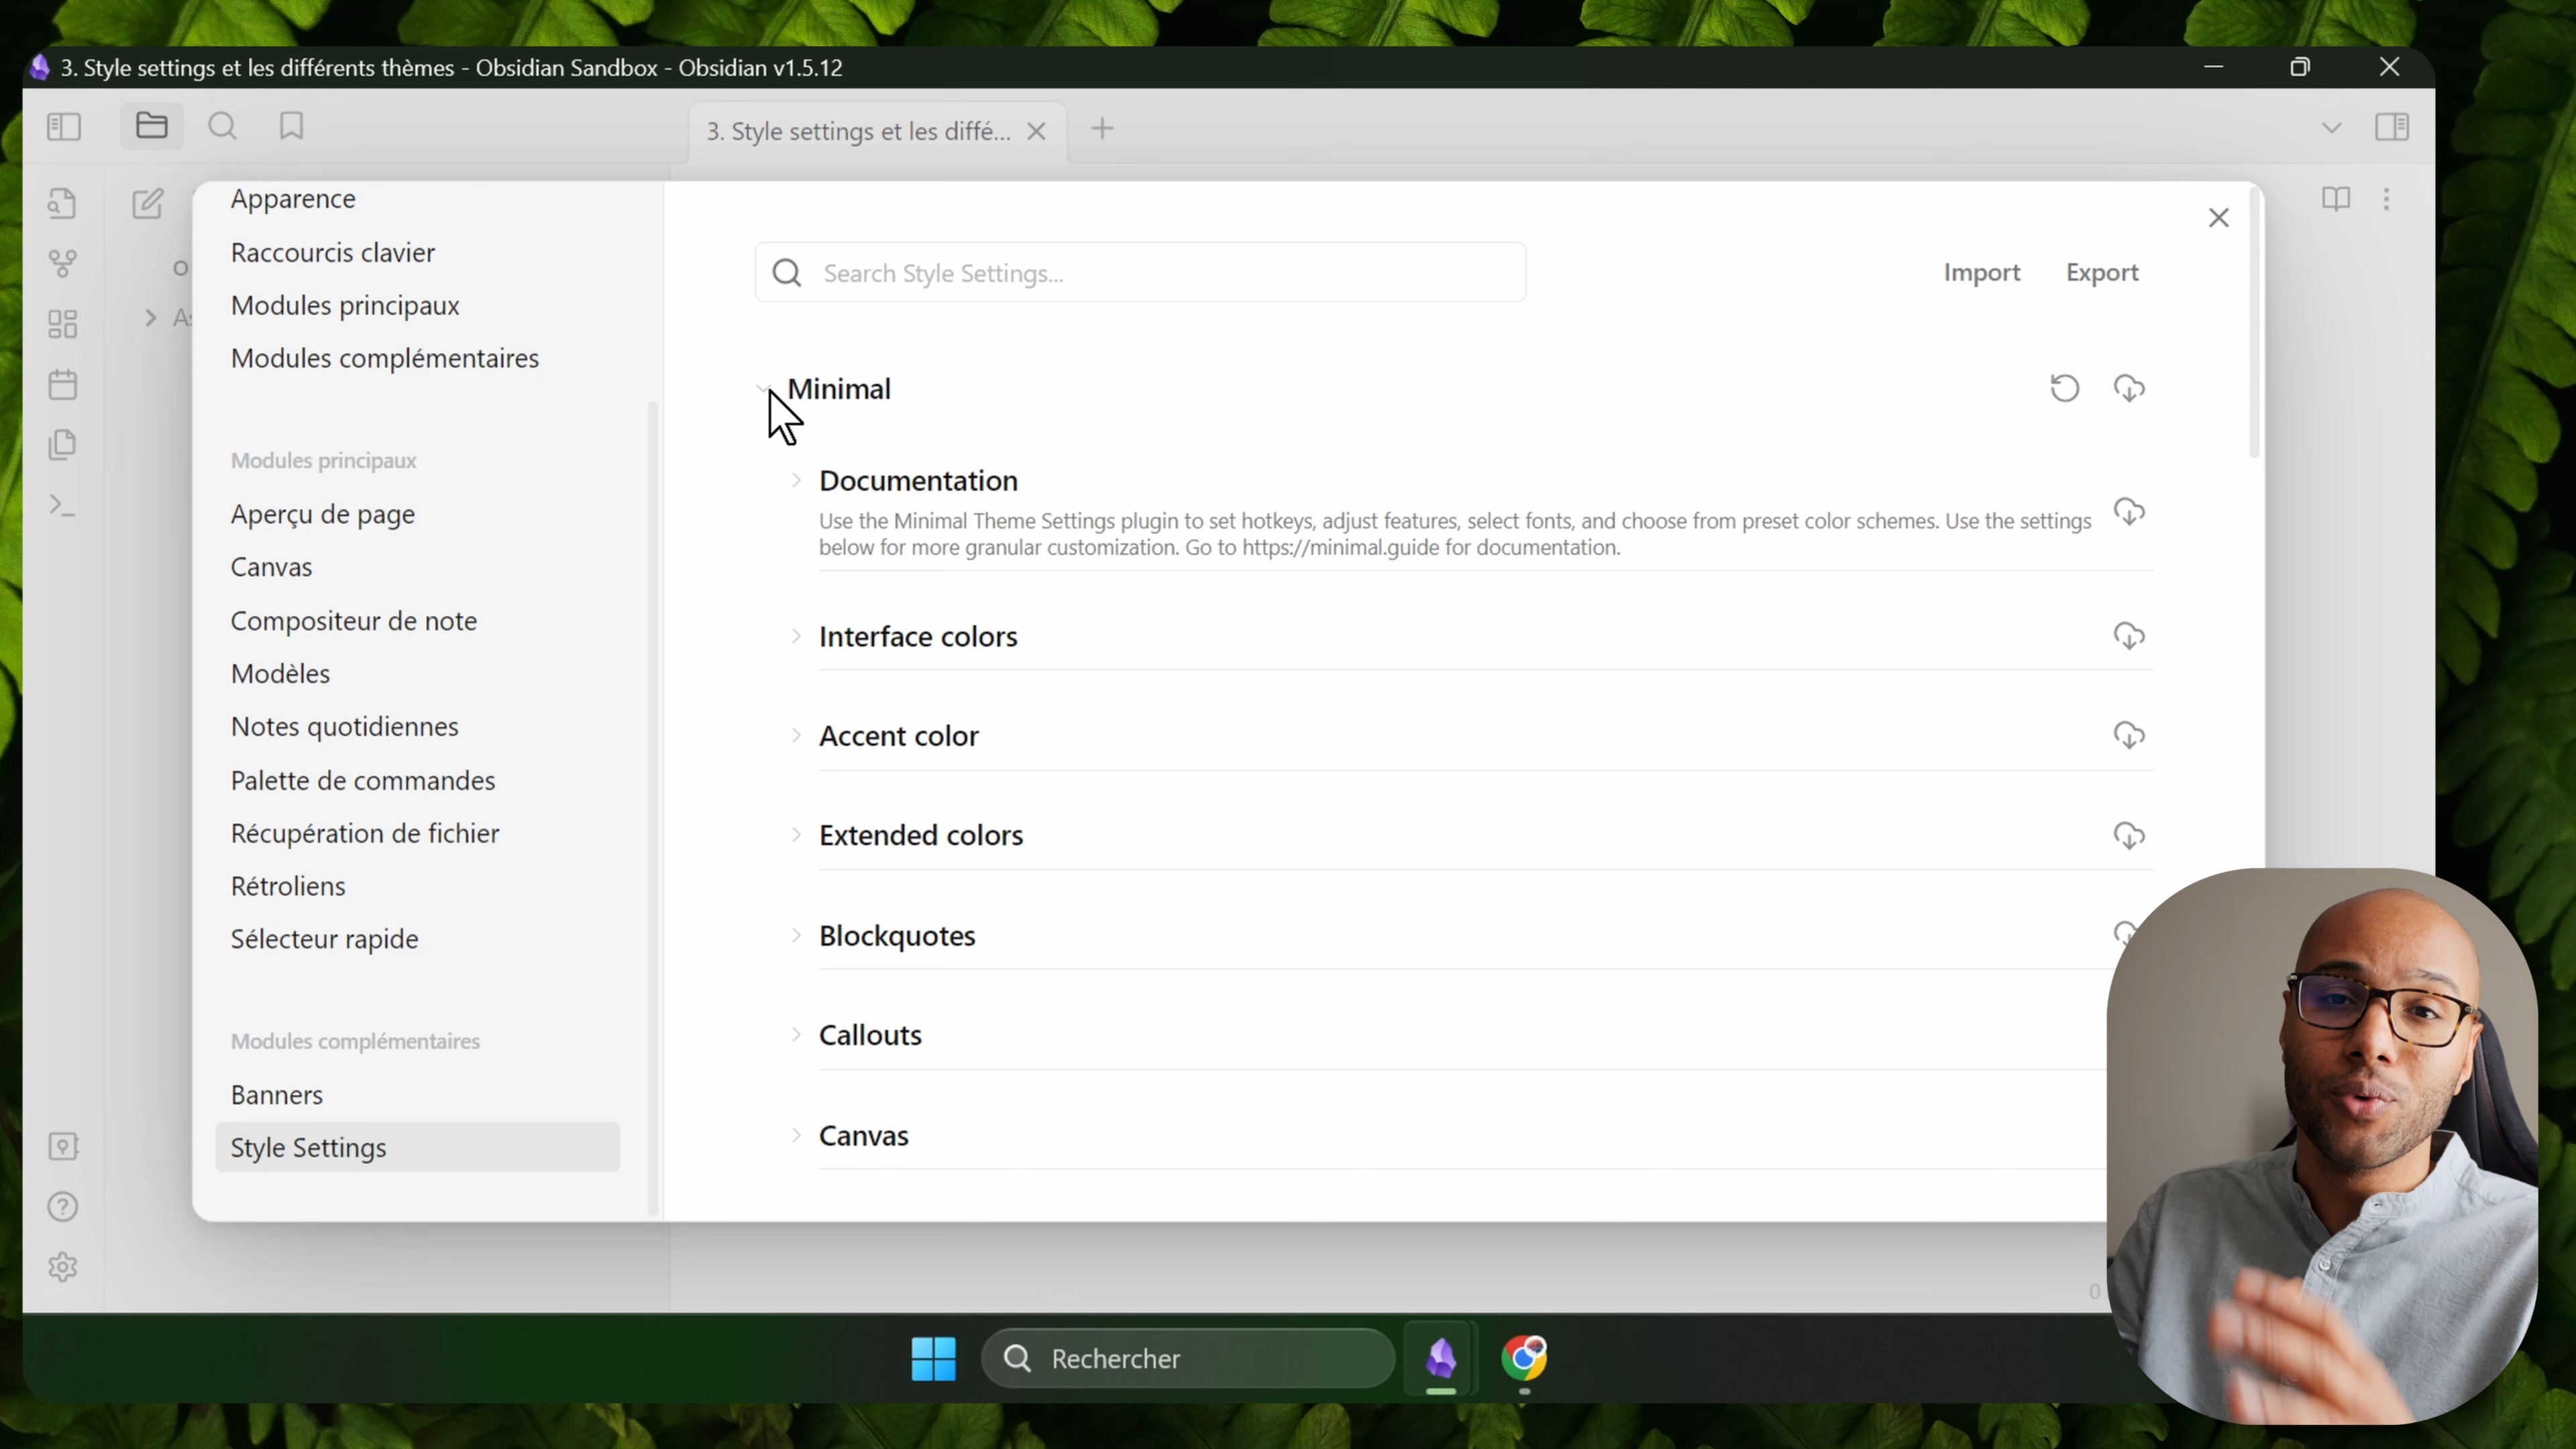 3. Style settings et les différents thèmes - Obsidian Sandbox - Obsidian v1.5.12
3. Style settings et les diffé...
Apparence
Raccourcis clavier
Modules principaux
Modules complémentaires
Modules principaux
Aperçu de page
Canvas
Compositeur de note
Modèles
Notes quotidiennes
Palette de commandes
Récupération de fichier
Rétroliens
Sélecteur rapide
Modules complémentaires
Banners
Style Settings
Search Style Settings...
Import
Export
Minimal
Documentation
Use the Minimal Theme Settings plugin to set hotkeys, adjust features, select fonts, and choose from preset color schemes. Use the settings
below for more granular customization. Go to https://minimal.guide for documentation.
Interface colors
Accent color
Extended colors
Blockquotes
Callouts
Canvas
0
Rechercher